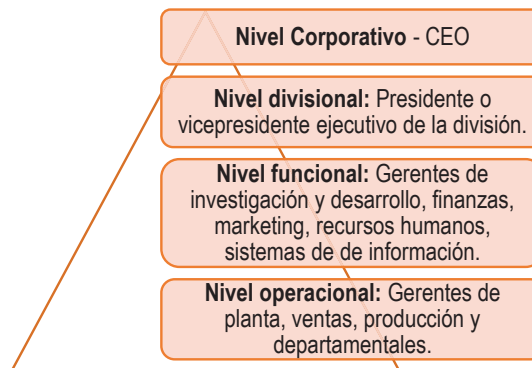 Nivel Corporativo - CEO
Nivel divisional: Presidente o
vicepresidente ejecutivo de la división.
Nivel funcional: Gerentes de
investigación y desarrollo, finanzas,
marketing, recursos humanos,
sistemas de de información.
Nivel operacional: Gerentes de
planta, ventas, producción y
departamentales.